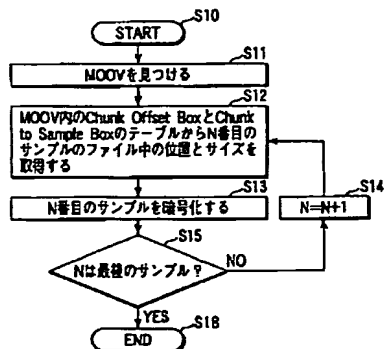 S10
START
S11
MOOVを見つける
S12
MOOV内のChunk Offset BoxとChunk
to Sample BoxのテーブルからN番目の
サンプルのファイル中の位置とサイズを
取得する
S13
N番目のサンプルを暗号化する
S14
N=N+1
S15
Nは最後のサンプル?
NO
YES
S18
END